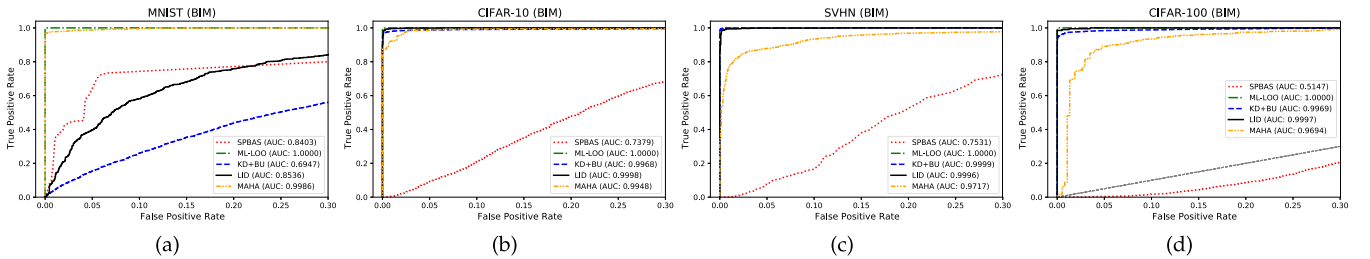 MNIST (BIM)
True Positive Rate
1.0
0.8
0.6
0.4
0.2
0.0
0.00 0.05 0.10 0.15 0.20 0.25 0.30
False Positive Rate
SPBAS (AUC: 0.8403)
ML-LOO (AUC: 1.0000)
KD+BU (AUC: 0.6947)
LID (AUC: 0.8536)
MAHA (AUC: 0.9986)
(a)
CIFAR-10 (BIM)
True Positive Rate
1.0
0.8
0.6
0.4
0.2
0.0
0.00 0.05 0.10 0.15 0.20 0.25 0.30
False Positive Rate
SPBAS (AUC: 0.7379)
ML-LOO (AUC: 1.0000)
KD+BU (AUC: 0.9968)
LID (AUC: 0.9998)
MAHA (AUC: 0.9948)
(b)
SVHN (BIM)
True Positive Rate
1.0
0.8
0.6
0.4
0.2
0.0
0.00 0.05 0.10 0.15 0.20 0.25 0.30
False Positive Rate
SPBAS (AUC: 0.7531)
ML-LOO (AUC: 1.0000)
KD+BU (AUC: 0.9999)
LID (AUC: 0.9996)
MAHA (AUC: 0.9717)
(c)
CIFAR-100 (BIM)
True Positive Rate
1.0
0.8
0.6
0.4
0.2
0.0
0.00 0.05 0.10 0.15 0.20 0.25 0.30
False Positive Rate
SPBAS (AUC: 0.5147)
ML-LOO (AUC: 1.0000)
KD+BU (AUC: 0.9969)
LID (AUC: 0.9997)
MAHA (AUC: 0.9694)
(d)